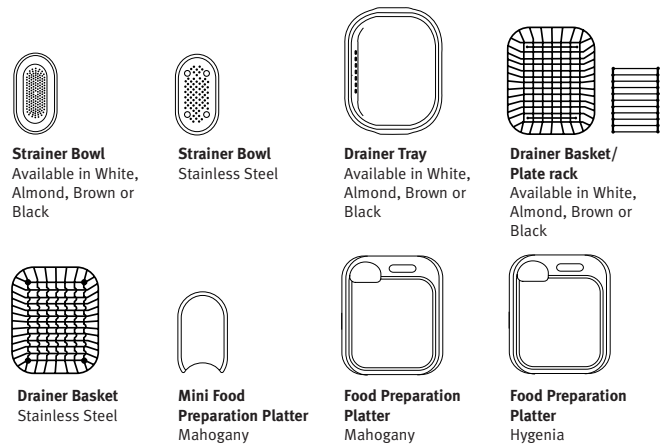 Strainer Bowl
Available in White,
Almond, Brown or
Black
Strainer Bowl
Stainless Steel
Drainer Tray
Available in White,
Almond, Brown or
Black
Drainer Basket/
Plate rack
Available in White,
Almond, Brown or
Black
Drainer Basket
Stainless Steel
Mini Food
Preparation Platter
Mahogany
Food Preparation
Platter
Mahogany
Food Preparation
Platter
Hygenia